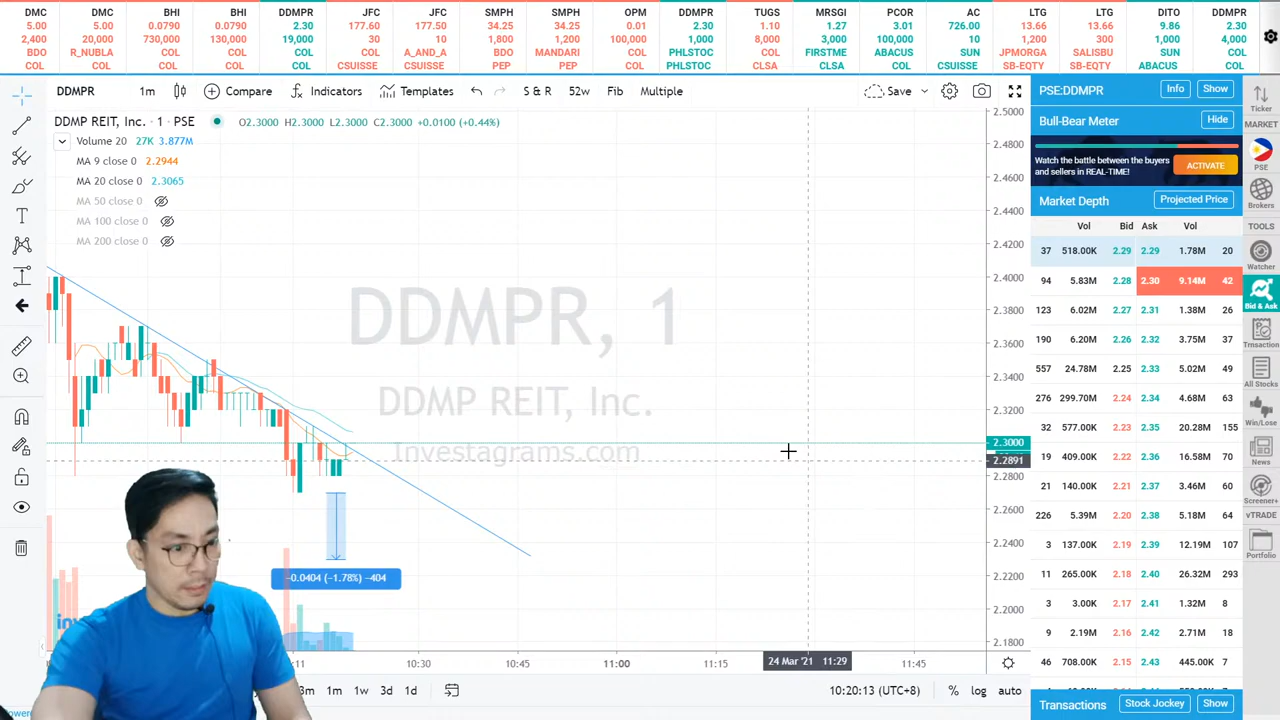 DMC DMC BHI BHI DDMPR JFC JFC SMPH SMPH OPM DDMPR TUGS MRSGI PCOR AC LTG LTG DITO DDMPR
5.00 5.00 0.0790 0.0790 2.30 177.60 177.50 34.25 34.25 0.01 2.30 1.10 1.27 3.01 726.00 13.66 13.66 9.86 2.30
2,400 20,000 730,000 130,000 19,000 30 10 1,800 1,200 100,000 1,000 8,000 3,000 100,000 10 1,200 300 1,000 4,000
BDO R_NUBLA COL COL COL COL A_AND_A BDO MANDARI COL PHLSTOC COL FIRSTME ABACUS SUN JPMORGA SALISBU SUN COL
COL COL COL COL COL CSUISSE CSUISSE PEP PEP COL PHLSTOC CLSA CLSA COL CSUISSE SB-EQTY SB-EQTY ABACUS COL
DDMPR 1m Compare Indicators Templates S & R 52w Fib Multiple Save
DDMP REIT, Inc. · 1 · PSE O2.3000 H2.3000 L2.3000 C2.3000 +0.0100 (+0.44%)
Volume 20 27K 3.877M
MA 9 close 0 2.2944
MA 20 close 0 2.3065
MA 50 close 0
MA 100 close 0
MA 200 close 0
DDMPR, 1
DDMP REIT, Inc.
Investagrams.com
-0.0404 (-1.78%) -404
2.5000
2.4800
2.4600
2.4400
2.4200
2.4000
2.3800
2.3600
2.3400
2.3200
2.3000
2.2891
2.2800
2.2600
2.2400
2.2200
2.2000
2.1800
:11 10:30 10:45 11:00 11:15 24 Mar '21 11:29 11:45
3m 1m 1w 3d 1d 10:20:13 (UTC+8) % log auto
PSE:DDMPR Info Show
Bull-Bear Meter Hide
Watch the battle between the buyers
and sellers in REAL-TIME!
ACTIVATE
Market Depth Projected Price
Vol Bid Ask Vol
37 518.00K 2.29 2.29 1.78M 20
94 5.83M 2.28 2.30 9.14M 42
123 6.02M 2.27 2.31 1.38M 26
190 6.20M 2.26 2.32 3.75M 37
557 24.78M 2.25 2.33 5.02M 49
276 299.70M 2.24 2.34 4.68M 63
32 577.00K 2.23 2.35 20.28M 155
19 409.00K 2.22 2.36 16.58M 70
21 140.00K 2.21 2.37 3.46M 60
226 5.39M 2.20 2.38 5.18M 64
3 137.00K 2.19 2.39 12.19M 107
11 265.00K 2.18 2.40 26.32M 293
3 3.00K 2.17 2.41 1.32M 8
9 2.19M 2.16 2.42 2.71M 18
46 708.00K 2.15 2.43 445.00K 7
Transactions Stock Jockey Show
Ticker
MARKET
PSE
Brokers
TOOLS
Watcher
Bid & Ask
Trnsaction
All Stocks
Win/Lose
News
Screener+
vTRADE
Portfolio